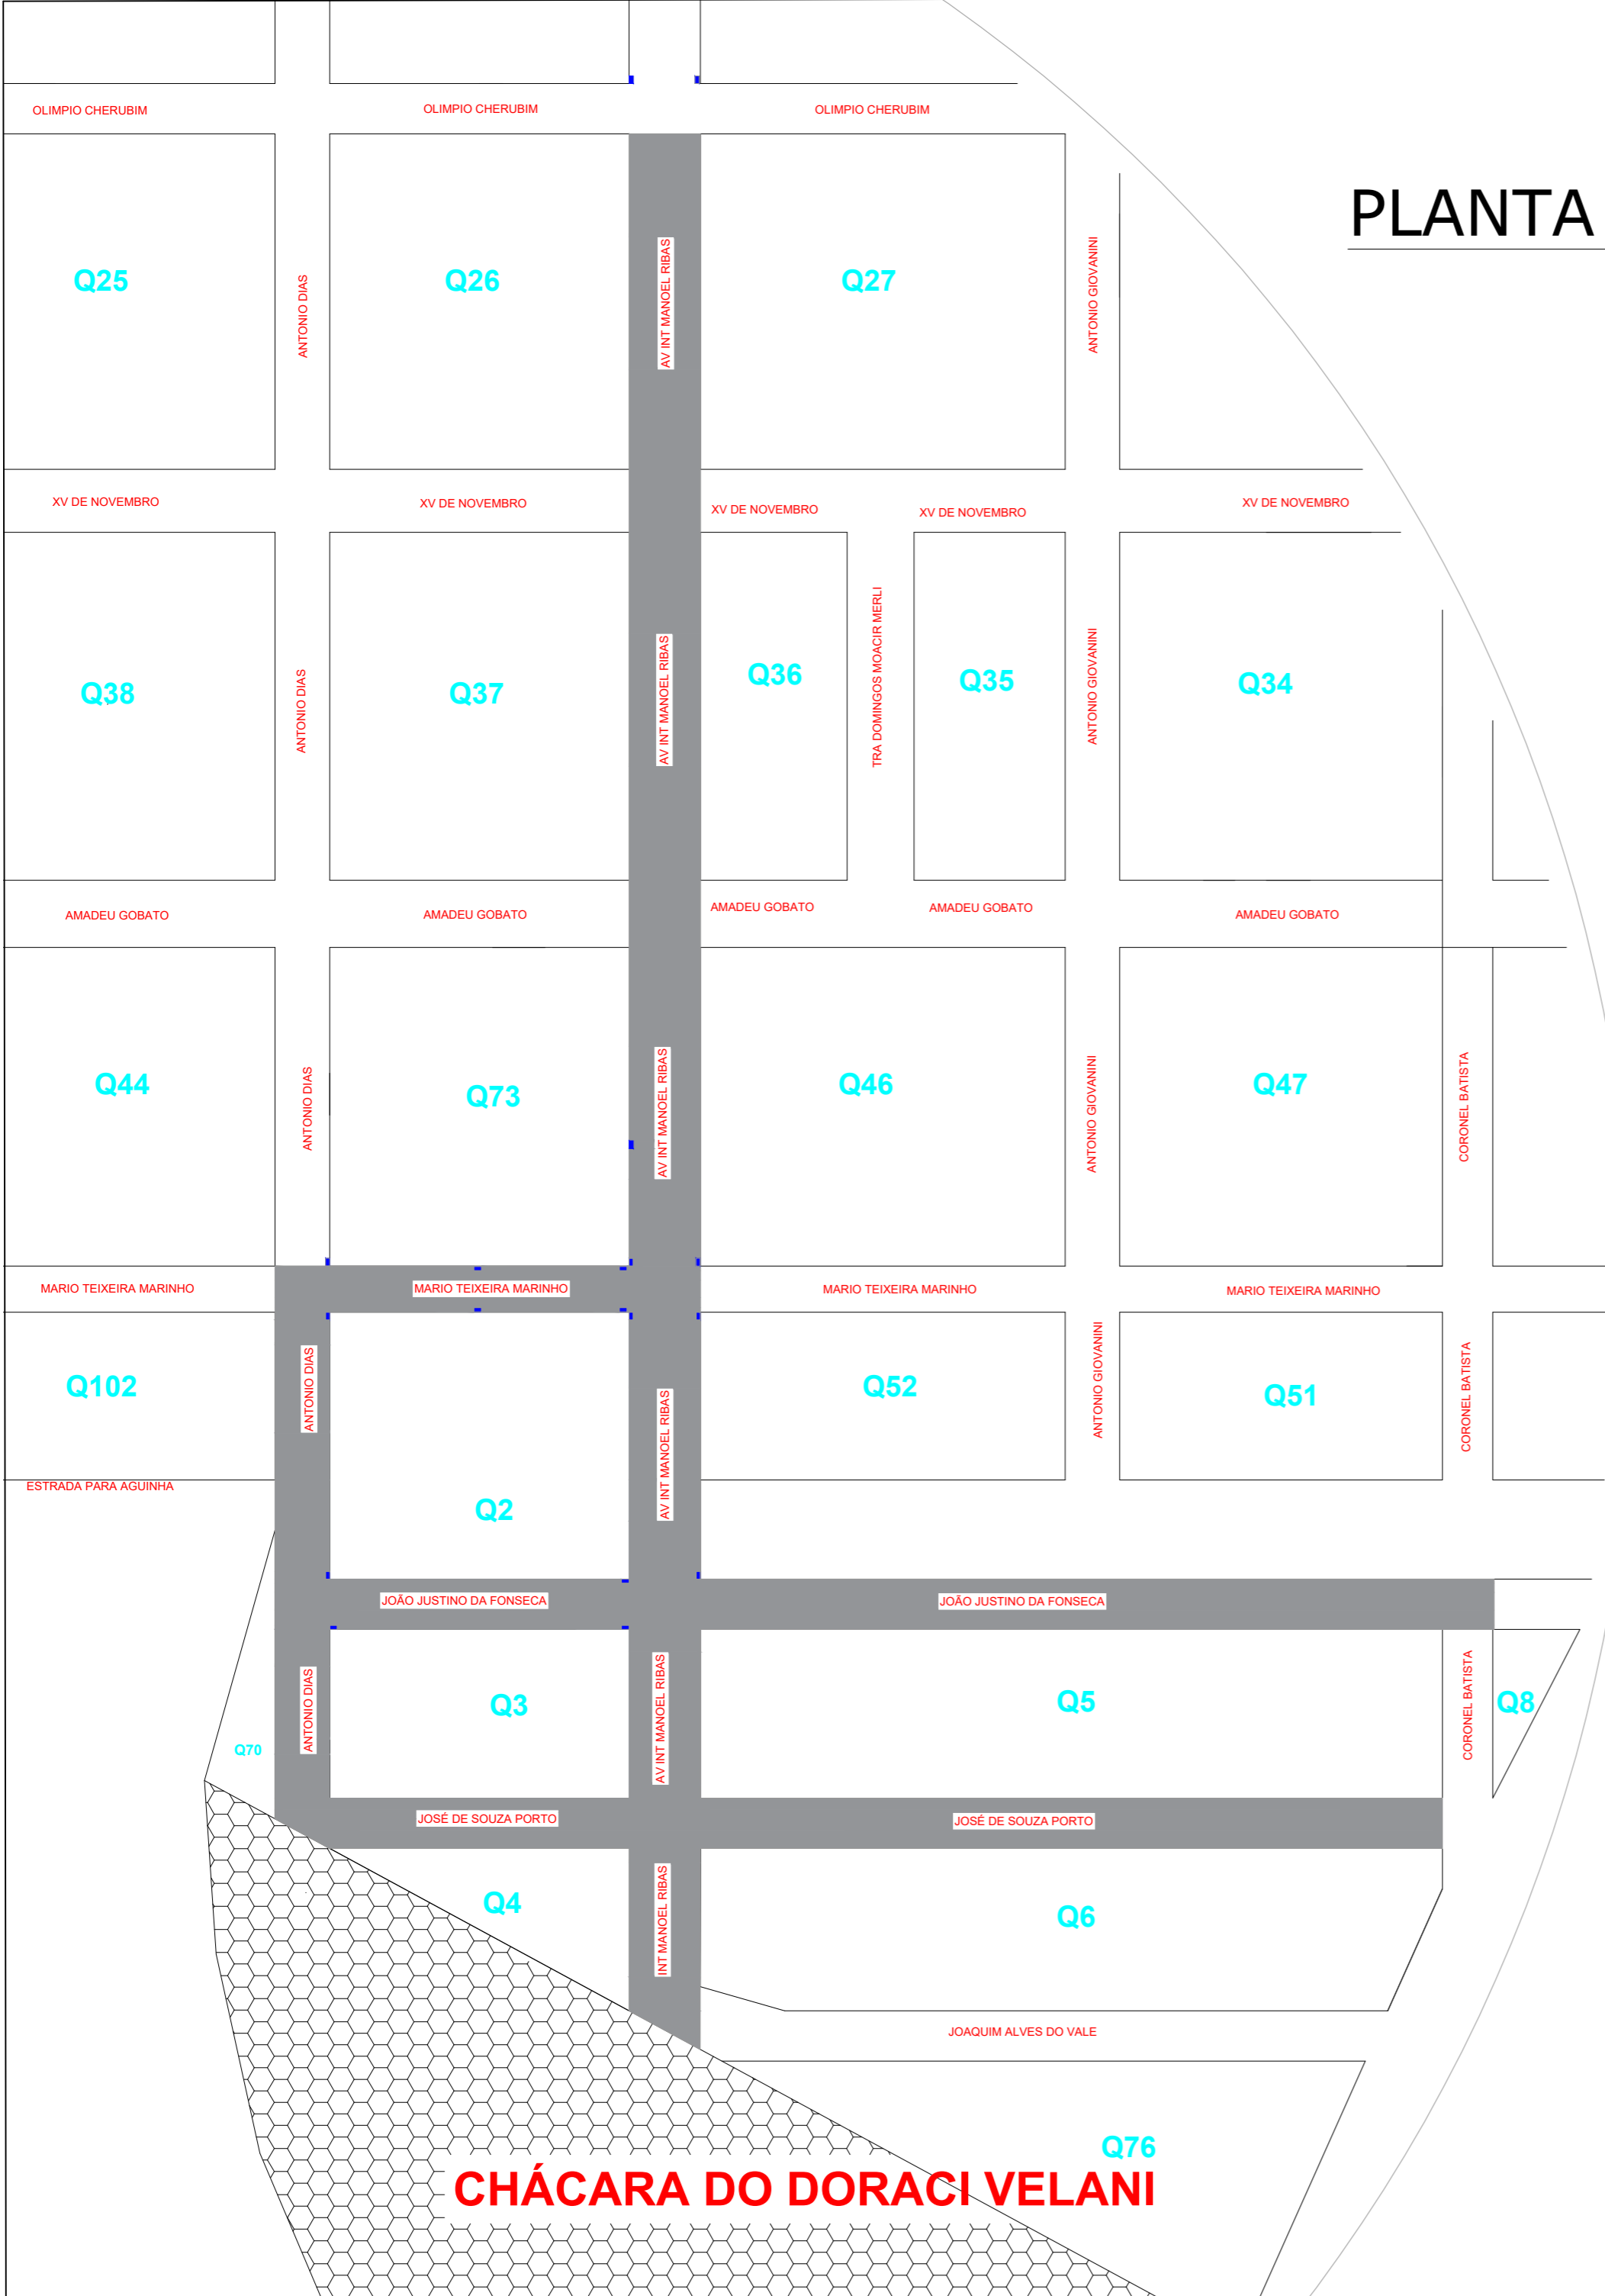 OLIMPIO CHERUBIM
OLIMPIO CHERUBIM
OLIMPIO CHERUBIM
PLANTA
Q25
ANTONIO DIAS
Q26
AV INT MANOEL RIBAS
Q27
ANTONIO GIOVANINI
XV DE NOVEMBRO
XV DE NOVEMBRO
XV DE NOVEMBRO
XV DE NOVEMBRO
XV DE NOVEMBRO
Q38
ANTONIO DIAS
Q37
AV INT MANOEL RIBAS
Q36
TRA DOMINGOS MOACIR MERLI
Q35
ANTONIO GIOVANINI
Q34
AMADEU GOBATO
AMADEU GOBATO
AMADEU GOBATO
AMADEU GOBATO
AMADEU GOBATO
Q44
ANTONIO DIAS
Q73
AV INT MANOEL RIBAS
Q46
ANTONIO GIOVANINI
Q47
CORONEL BATISTA
MARIO TEIXEIRA MARINHO
MARIO TEIXEIRA MARINHO
MARIO TEIXEIRA MARINHO
MARIO TEIXEIRA MARINHO
Q102
ANTONIO DIAS
AV INT MANOEL RIBAS
Q52
ANTONIO GIOVANINI
Q51
CORONEL BATISTA
ESTRADA PARA AGUINHA
Q2
JOÃO JUSTINO DA FONSECA
JOÃO JUSTINO DA FONSECA
Q70
ANTONIO DIAS
Q3
AV INT MANOEL RIBAS
Q5
CORONEL BATISTA
Q8
JOSÉ DE SOUZA PORTO
JOSÉ DE SOUZA PORTO
Q4
INT MANOEL RIBAS
Q6
JOAQUIM ALVES DO VALE
Q76
CHÁCARA DO DORACI VELANI